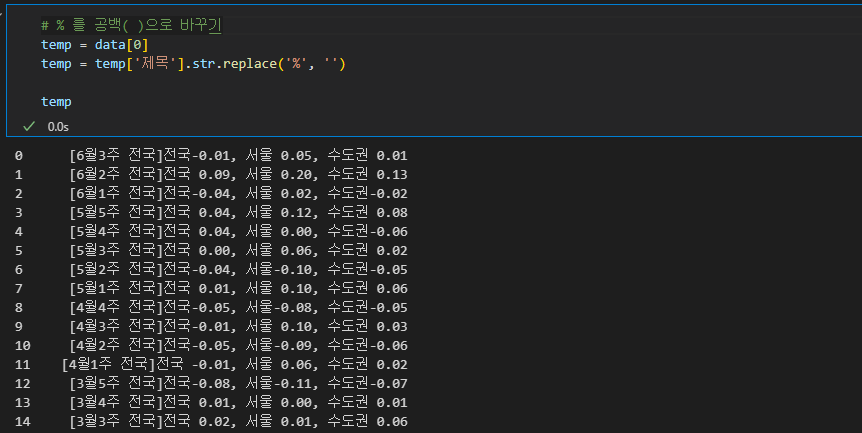 # % 를 공백( )으로 바꾸기
temp = data[0]
temp = temp['제목'].str.replace('%', '')
temp
0.0s
0 [6월3주 전국]전국-0.01, 서울 0.05, 수도권 0.01
1 [6월2주 전국]전국 0.09, 서울 0.20, 수도권 0.13
2 [6월1주 전국]전국-0.04, 서울 0.02, 수도권-0.02
3 [5월5주 전국]전국 0.04, 서울 0.12, 수도권 0.08
4 [5월4주 전국]전국 0.04, 서울 0.00, 수도권-0.06
5 [5월3주 전국]전국 0.00, 서울 0.06, 수도권 0.02
6 [5월2주 전국]전국-0.04, 서울-0.10, 수도권-0.05
7 [5월1주 전국]전국 0.01, 서울 0.10, 수도권 0.06
8 [4월4주 전국]전국-0.05, 서울-0.08, 수도권-0.05
9 [4월3주 전국]전국-0.01, 서울 0.10, 수도권 0.03
10 [4월2주 전국]전국-0.05, 서울-0.09, 수도권-0.06
11 [4월1주 전국]전국 -0.01, 서울 0.06, 수도권 0.02
12 [3월5주 전국]전국-0.08, 서울-0.11, 수도권-0.07
13 [3월4주 전국]전국 0.01, 서울 0.00, 수도권 0.01
14 [3월3주 전국]전국 0.02, 서울 0.01, 수도권 0.06